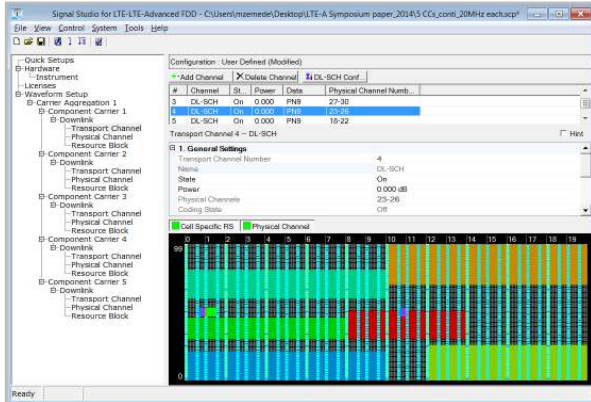 Signal Studio for LTE-LTE-Advanced FDD - C:\Users\mzemede\Desktop\LTE-A Symposium paper_2014\5 CCs_conti_20MHz each.scp*
File View Control System Tools Help
Quick Setups
Hardware
Instrument
Licenses
Waveform Setup
Carrier Aggregation 1
Component Carrier 1
Downlink
Transport Channel
Physical Channel
Resource Block
Component Carrier 2
Downlink
Transport Channel
Physical Channel
Resource Block
Component Carrier 3
Downlink
Transport Channel
Physical Channel
Resource Block
Component Carrier 4
Downlink
Transport Channel
Physical Channel
Resource Block
Component Carrier 5
Downlink
Transport Channel
Physical Channel
Resource Block
Configuration : User Defined (Modified)
Add Channel Delete Channel DL-SCH Conf...
# Channel St... Power Data Physical Channel Numb...
3 DL-SCH On 0.000 PN9 27-30
4 DL-SCH On 0.000 PN9 23-26
5 DL-SCH On 0.000 PN9 18-22
Transport Channel 4 -- DL-SCH Hint
1. General Settings
Transport Channel Number 4
Name DL-SCH
State On
Power 0.000 dB
Physical Channels 23-26
Coding State Off
Cell Specific RS Physical Channel
0 1 2 3 4 5 6 7 8 9 10 11 12 13 14 15 16 17 18 19
99
0
Ready